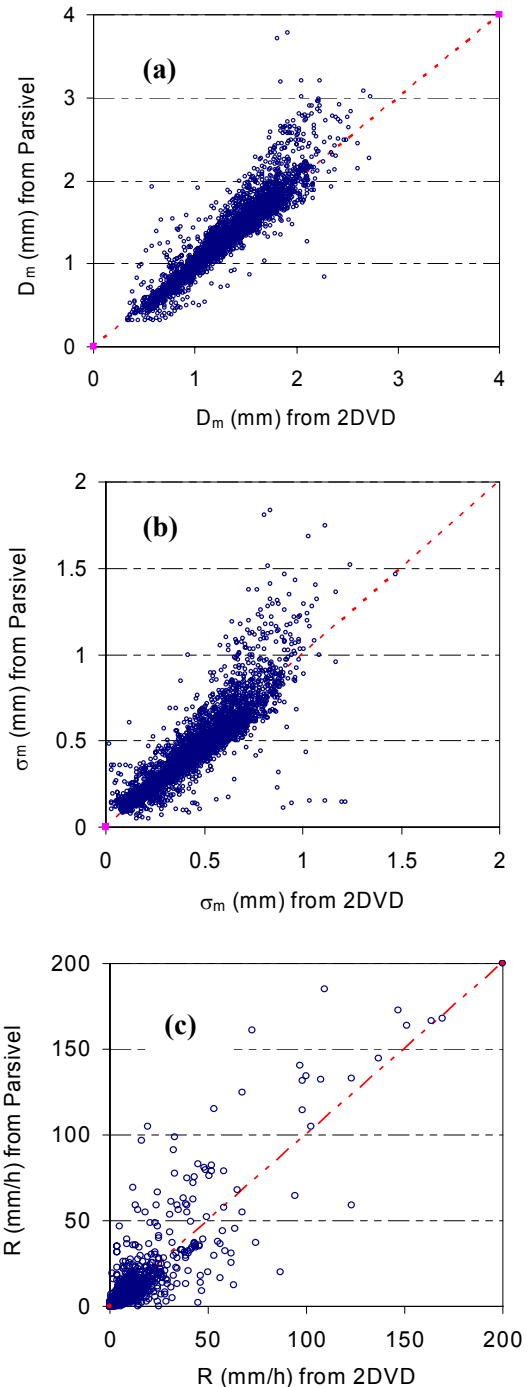 (a)
4
3
2
1
0
0 1 2 3 4
Dm (mm) from Parsivel
Dm (mm) from 2DVD
(b)
2
1.5
1
0.5
0
0 0.5 1 1.5 2
σm (mm) from Parsivel
σm (mm) from 2DVD
(c)
200
150
100
50
0
0 50 100 150 200
R (mm/h) from Parsivel
R (mm/h) from 2DVD